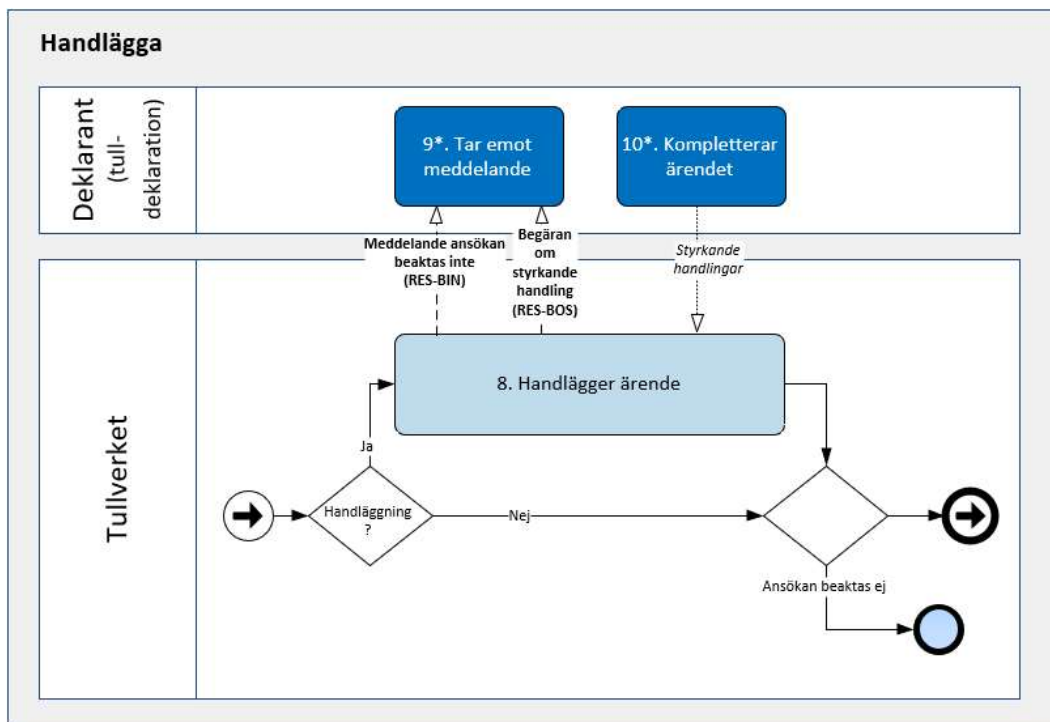 Handlägga
Deklarant
(tull-
deklaration)
9*. Tar emot
meddelande
10*. Kompletterar
ärendet
Meddelande ansökan
beaktas inte
(RES-BIN)
Begäran
om
styrkande
handling
(RES-BOS)
Styrkande
handlingar
Tullverket
8. Handlägger ärende
Ja
Handläggning
?
Nej
Ansökan beaktas ej